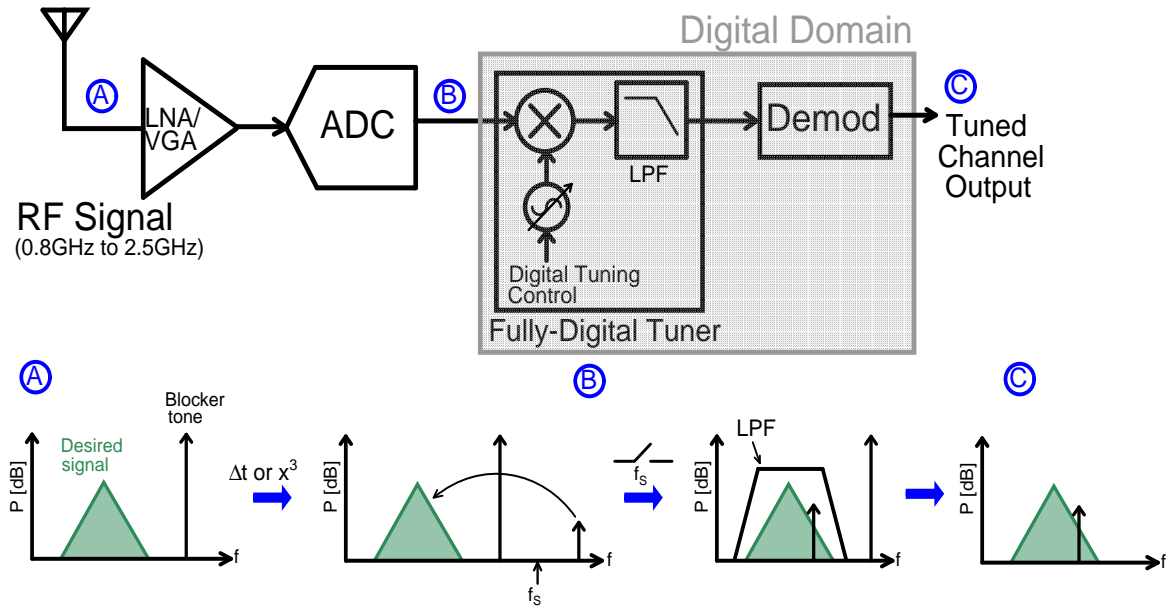 Digital Domain
A
B
C
LNA/
VGA
ADC
LPF
Demod
Tuned
Channel
Output
RF Signal
(0.8GHz to 2.5GHz)
Digital Tuning
Control
Fully-Digital Tuner
A
B
C
P [dB]
Desired
signal
Blocker
tone
f
Δt or x³
P [dB]
f
fS
fS
P [dB]
LPF
f
P [dB]
f